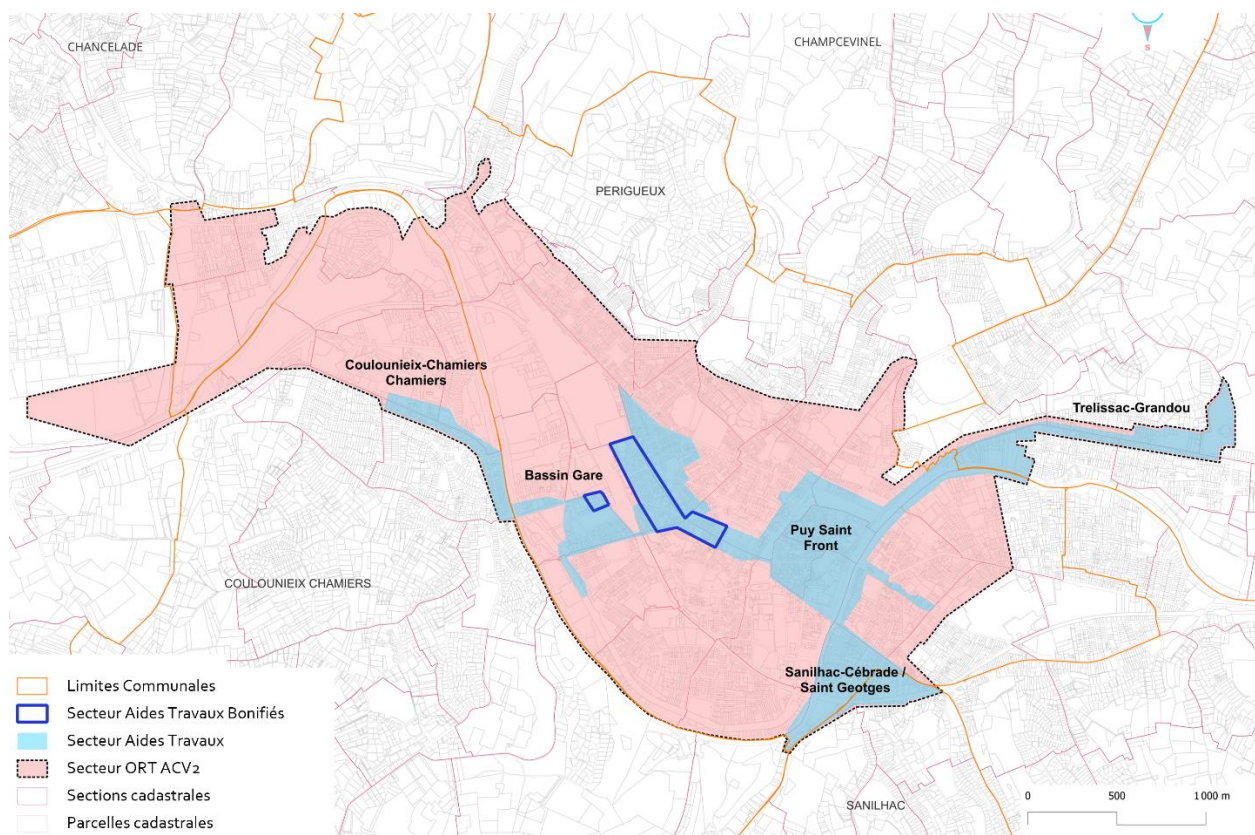 CHANCELADE
CHAMPCEVINEL
S
PERIGUEUX
Coulounieix-Chamiers
Chamiers
Trelissac-Grandou
Bassin Gare
Puy Saint
Front
COULOUNIEIX CHAMIERS
Sanilhac-Cébrade /
Saint Geotges
SANILHAC
Limites Communales
Secteur Aides Travaux Bonifiés
Secteur Aides Travaux
Secteur ORT ACV2
Sections cadastrales
Parcelles cadastrales
0 500 1 000 m